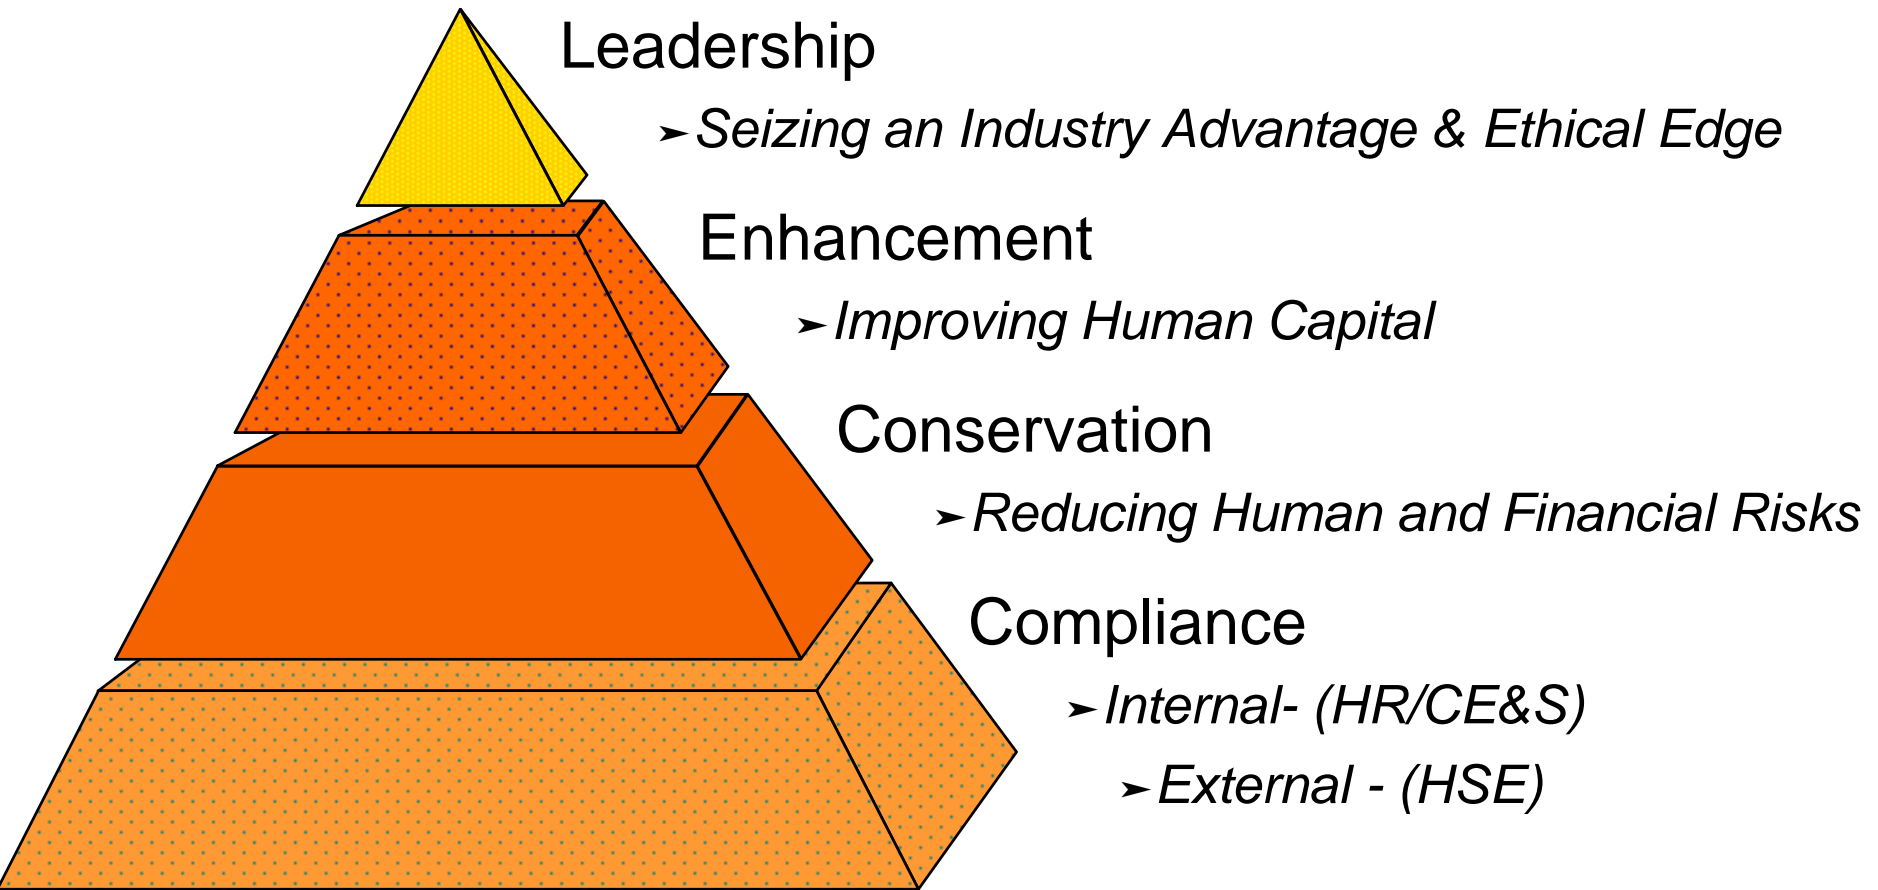 Leadership
➢Seizing an Industry Advantage & Ethical Edge
Enhancement
➢Improving Human Capital
Conservation
➢Reducing Human and Financial Risks
Compliance
➢Internal- (HR/CE&S)
➢External - (HSE)